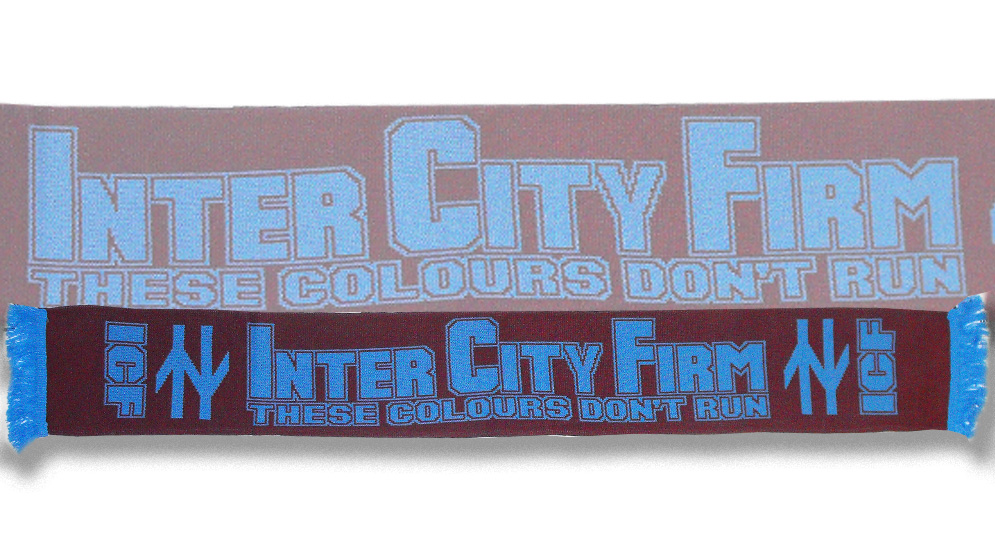 INTER CITY FIRM
THESE COLOURS DON'T RUN
ICF
INTER CITY FIRM
THESE COLOURS DON'T RUN
ICF